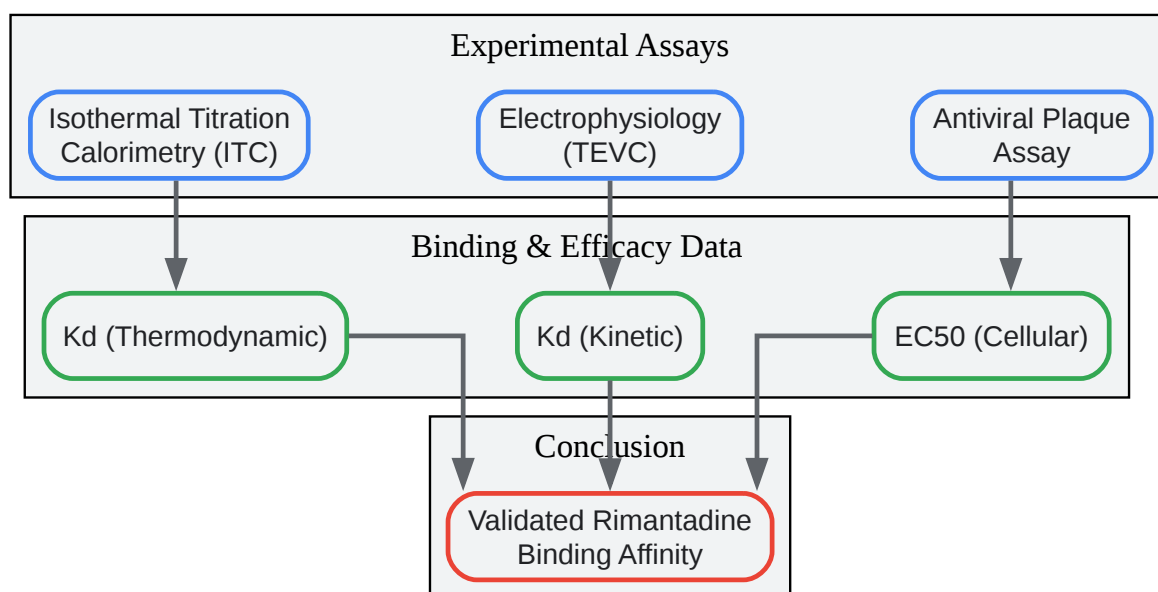 Experimental Assays
Isothermal Titration
Calorimetry (ITC)
Electrophysiology
(TEVC)
Antiviral Plaque
Assay
Binding & Efficacy Data
Kd (Thermodynamic)
Kd (Kinetic)
EC50 (Cellular)
Conclusion
Validated Rimantadine
Binding Affinity